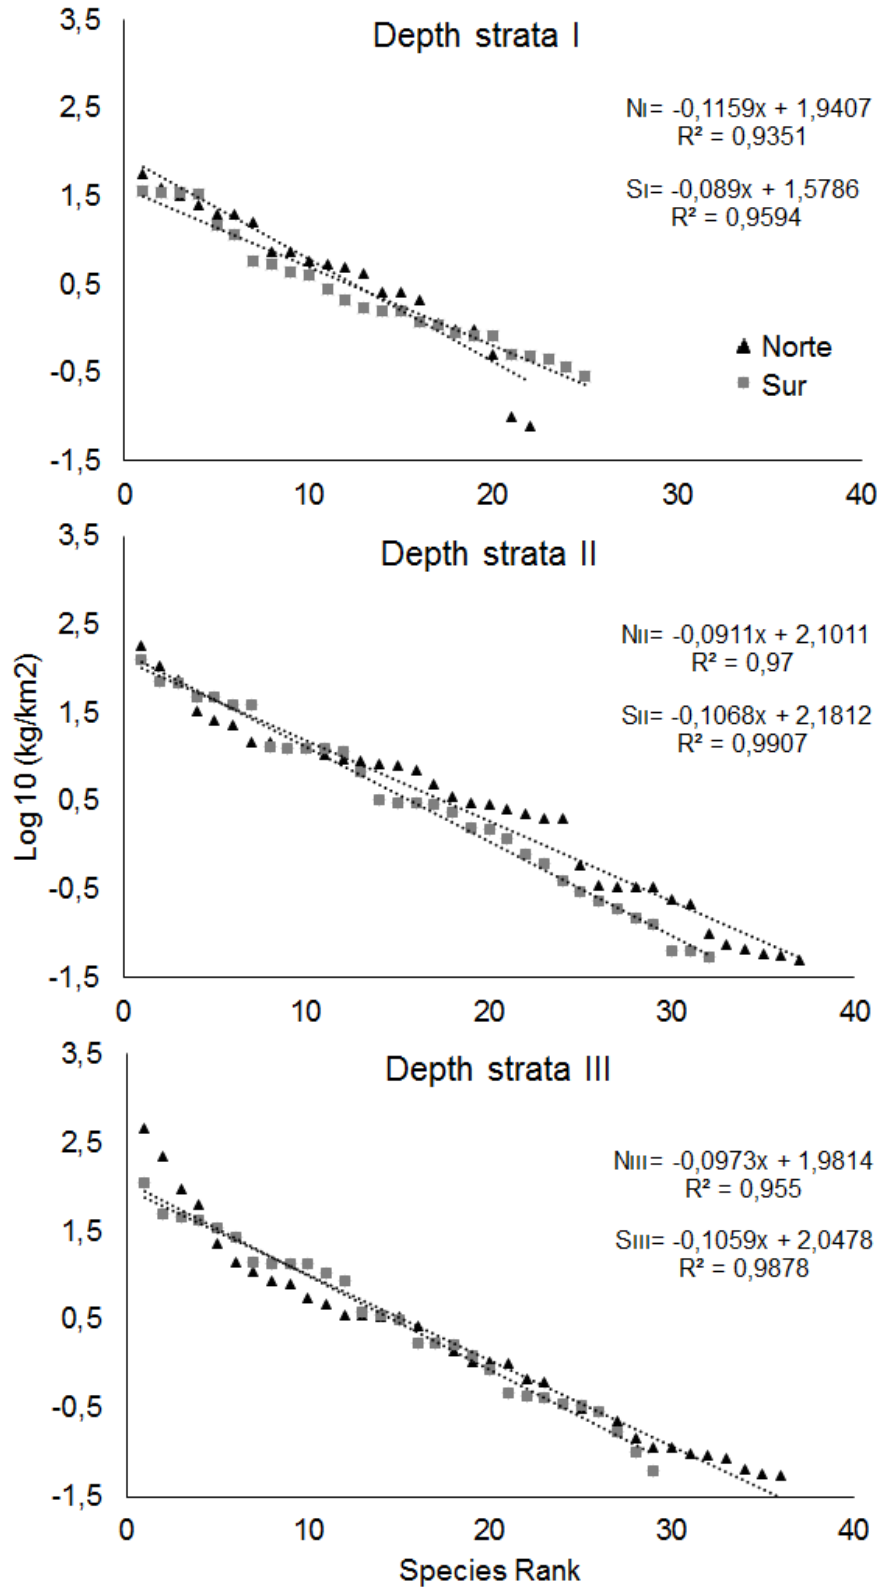 Depth strata I
3,5
2,5
1,5
0,5
-0,5
-1,5
NI= -0,1159x + 1,9407
R² = 0,9351
SI= -0,089x + 1,5786
R² = 0,9594
Norte
Sur
0 10 20 30 40
Depth strata II
3,5
2,5
1,5
0,5
-0,5
-1,5
NII= -0,0911x + 2,1011
R² = 0,97
SII= -0,1068x + 2,1812
R² = 0,9907
Log 10 (kg/km2)
0 10 20 30 40
Depth strata III
3,5
2,5
1,5
0,5
-0,5
-1,5
NIII= -0,0973x + 1,9814
R² = 0,955
SIII= -0,1059x + 2,0478
R² = 0,9878
0 10 20 30 40
Species Rank